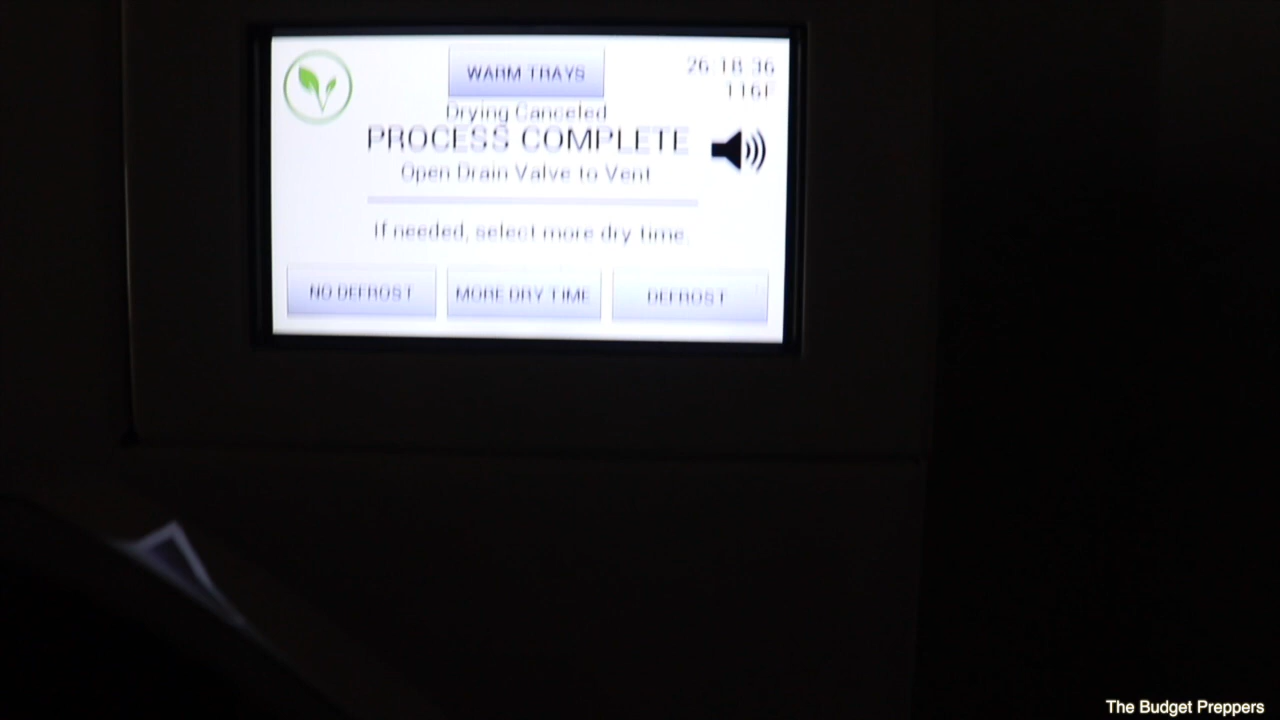 WARM TRAYS
26:18:36
116F
Drying Canceled
PROCESS COMPLETE
Open Drain Valve to Vent
If needed, select more dry time.
NO DEFROST
MORE DRY TIME
DEFROST
The Budget Preppers